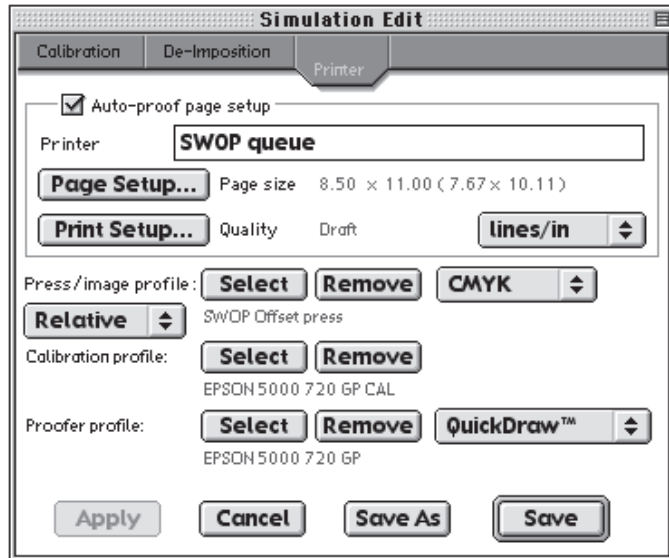 Simulation Edit
Calibration De-Imposition Printer
Auto-proof page setup
Printer SWOP queue
Page Setup... Page size 8.50 × 11.00 (7.67 × 10.11)
Print Setup... Quality Draft lines/in
Press/image profile: Select Remove CMYK
Relative SWOP Offset press
Calibration profile: Select Remove
EPSON 5000 720 GP CAL
Proofer profile: Select Remove QuickDraw™
EPSON 5000 720 GP
Apply Cancel Save As Save